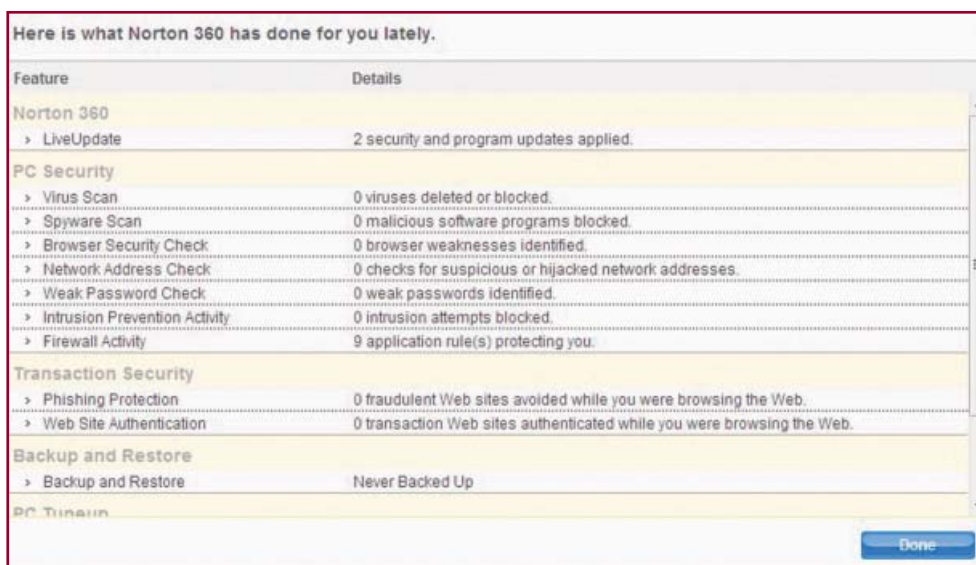 Here is what Norton 360 has done for you lately.
Feature Details
Norton 360
> LiveUpdate 2 security and program updates applied.
PC Security
> Virus Scan 0 viruses deleted or blocked.
> Spyware Scan 0 malicious software programs blocked.
> Browser Security Check 0 browser weaknesses identified.
> Network Address Check 0 checks for suspicious or hijacked network addresses.
> Weak Password Check 0 weak passwords identified.
> Intrusion Prevention Activity 0 intrusion attempts blocked.
> Firewall Activity 9 application rule(s) protecting you.
Transaction Security
> Phishing Protection 0 fraudulent Web sites avoided while you were browsing the Web.
> Web Site Authentication 0 transaction Web sites authenticated while you were browsing the Web.
Backup and Restore
> Backup and Restore Never Backed Up
PC Tuneup
Done